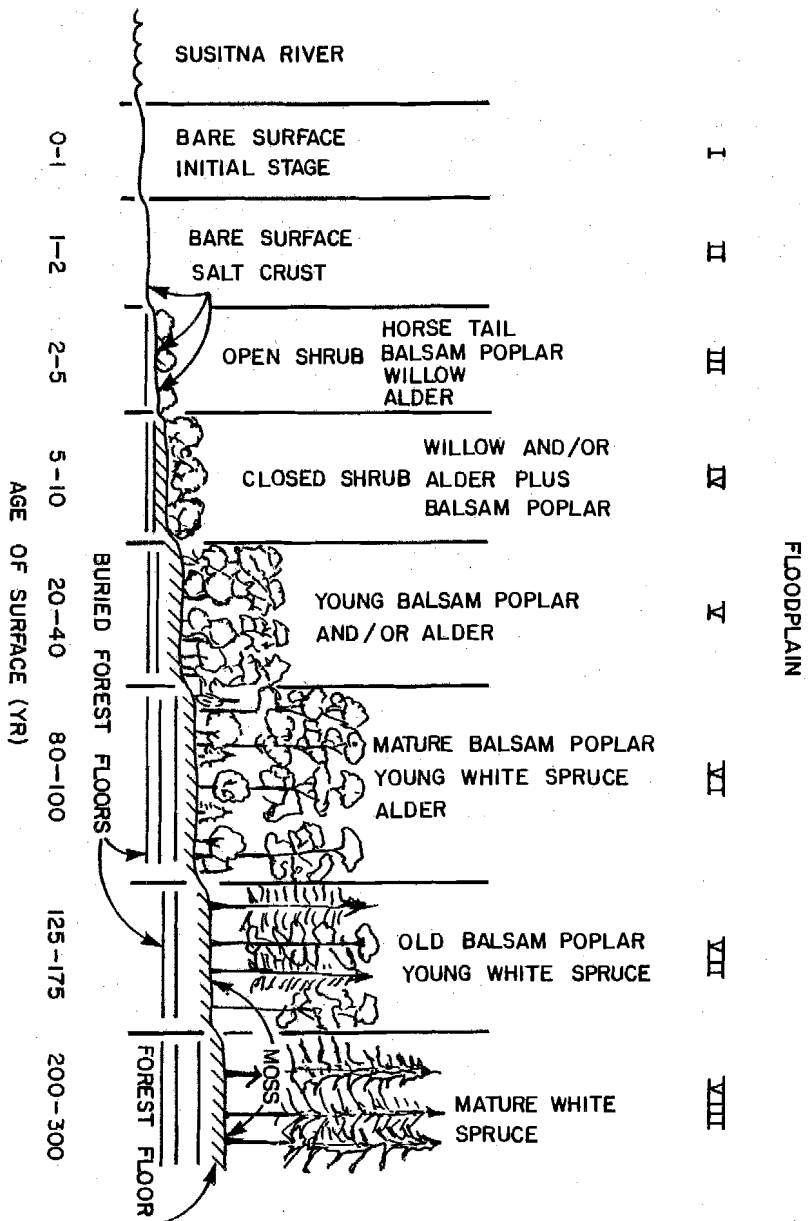 FLOODPLAIN
SUSITNA RIVER
I
BARE SURFACE
INITIAL STAGE
0-1
II
BARE SURFACE
SALT CRUST
1-2
III
OPEN SHRUB
HORSE TAIL
BALSAM POPLAR
WILLOW
ALDER
2-5
IV
CLOSED SHRUB
WILLOW AND/OR
ALDER PLUS
BALSAM POPLAR
5-10
V
YOUNG BALSAM POPLAR
AND/OR ALDER
20-40
VI
MATURE BALSAM POPLAR
YOUNG WHITE SPRUCE
ALDER
80-100
VII
OLD BALSAM POPLAR
YOUNG WHITE SPRUCE
125-175
VIII
MATURE WHITE
SPRUCE
200-300
MOSS
BURIED FOREST FLOORS
FOREST FLOOR
AGE OF SURFACE (YR)